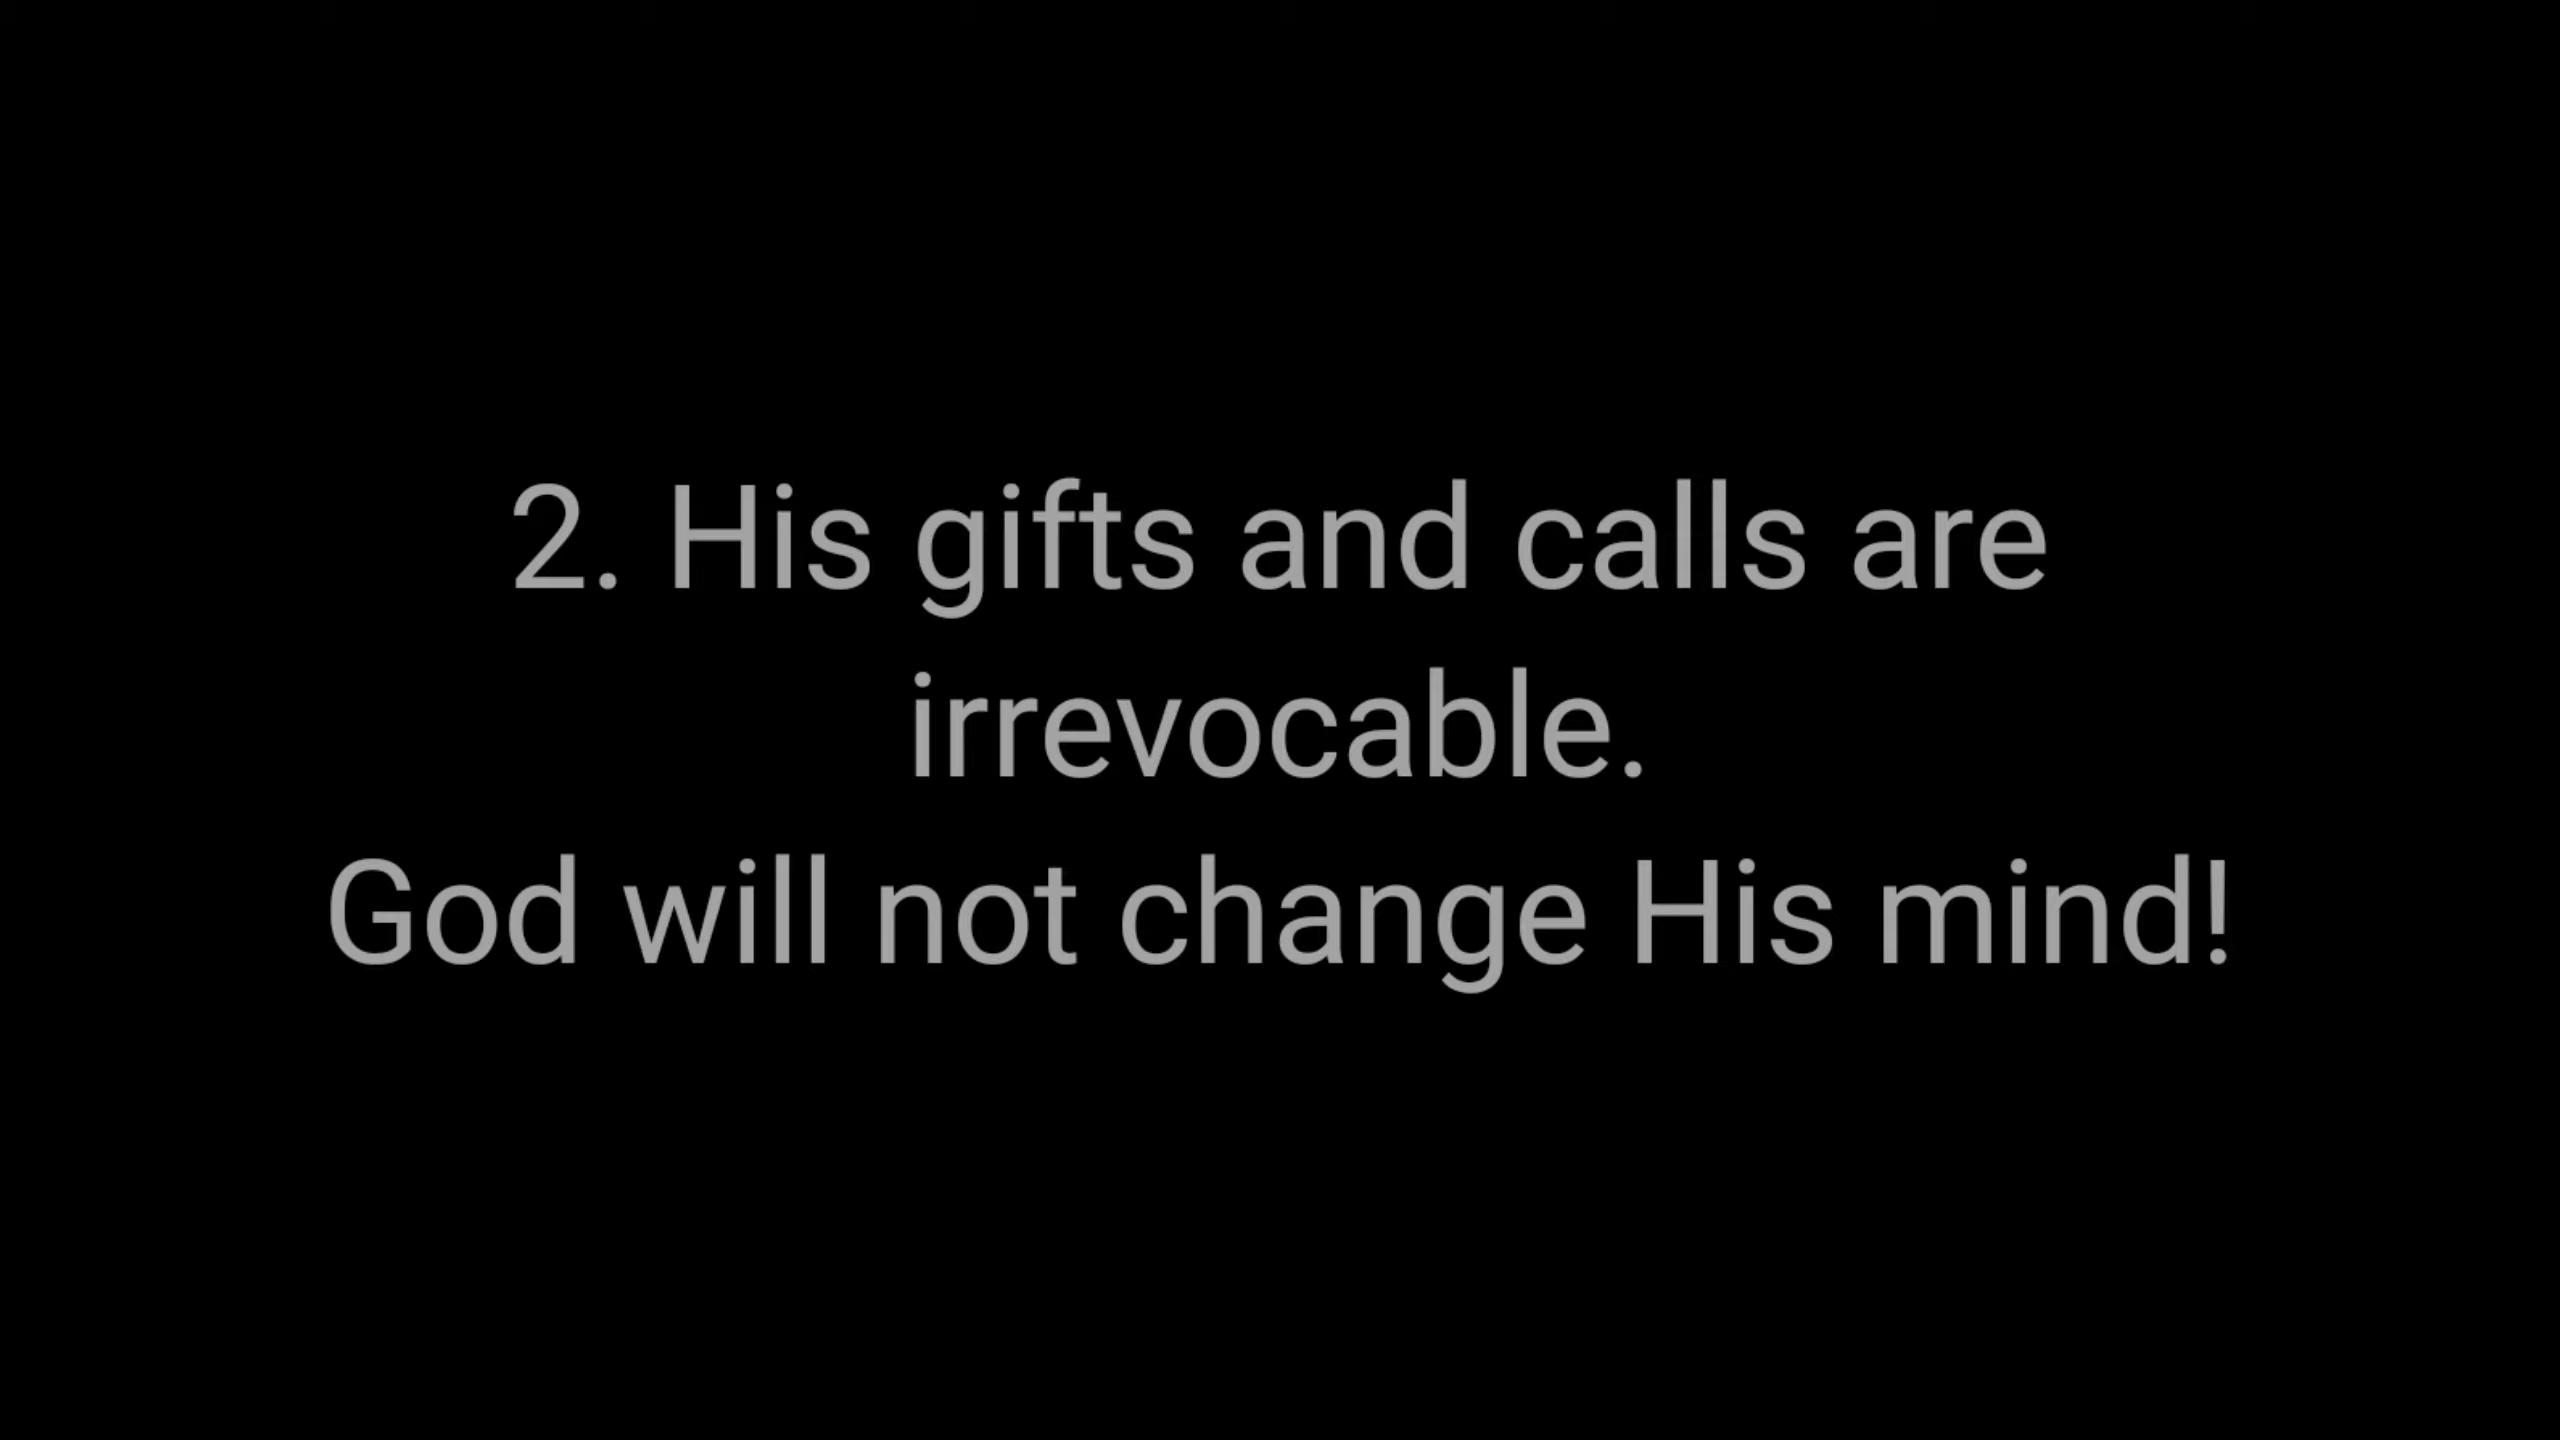 2. His gifts and calls are
irrevocable.
God will not change His mind!